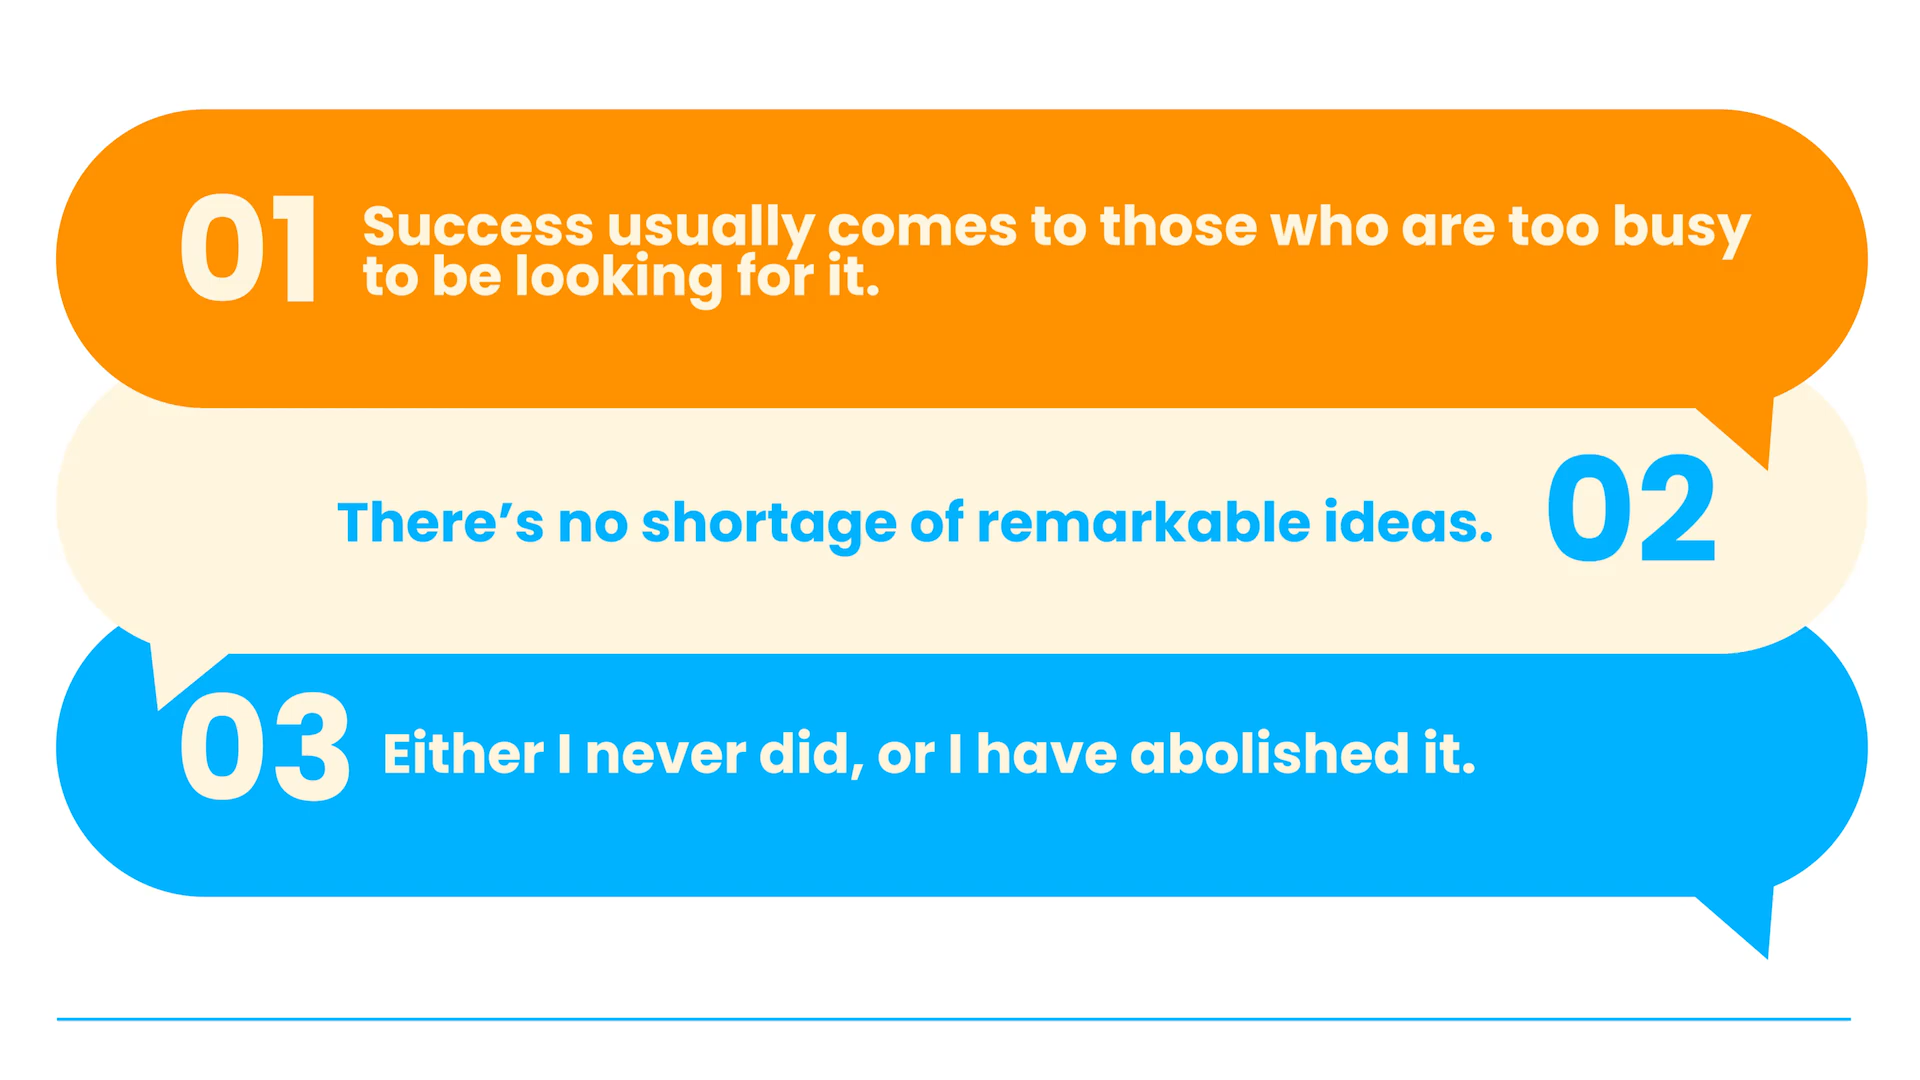 01
Success usually comes to those who are too busy
to be looking for it.
There’s no shortage of remarkable ideas.
02
03
Either I never did, or I have abolished it.